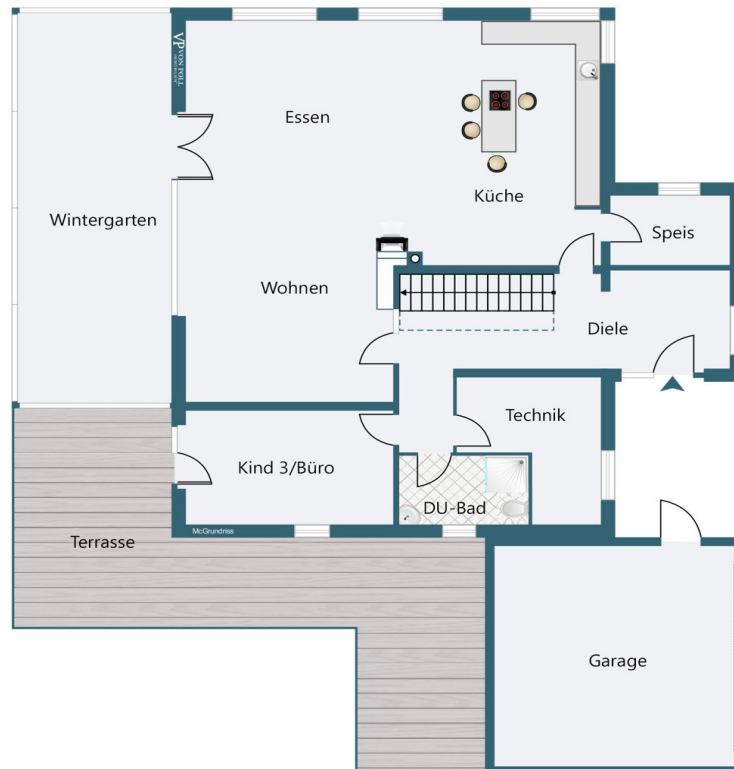 VP VON POLL
Essen
Küche
Wintergarten
Speis
Wohnen
Diele
Technik
Kind 3/Büro
DU-Bad
McGrundriss
Terrasse
Garage